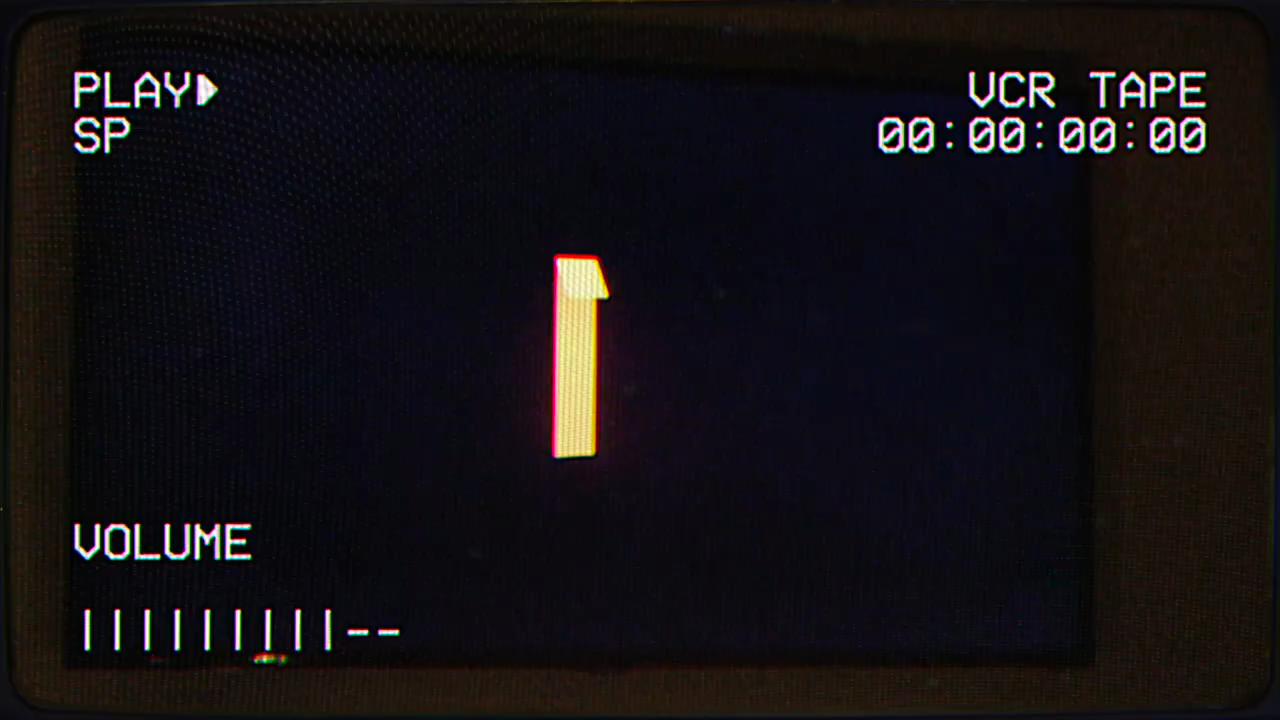 PLAY▶
VCR TAPE
SP
00:00:00:00
VOLUME
|||||||||--